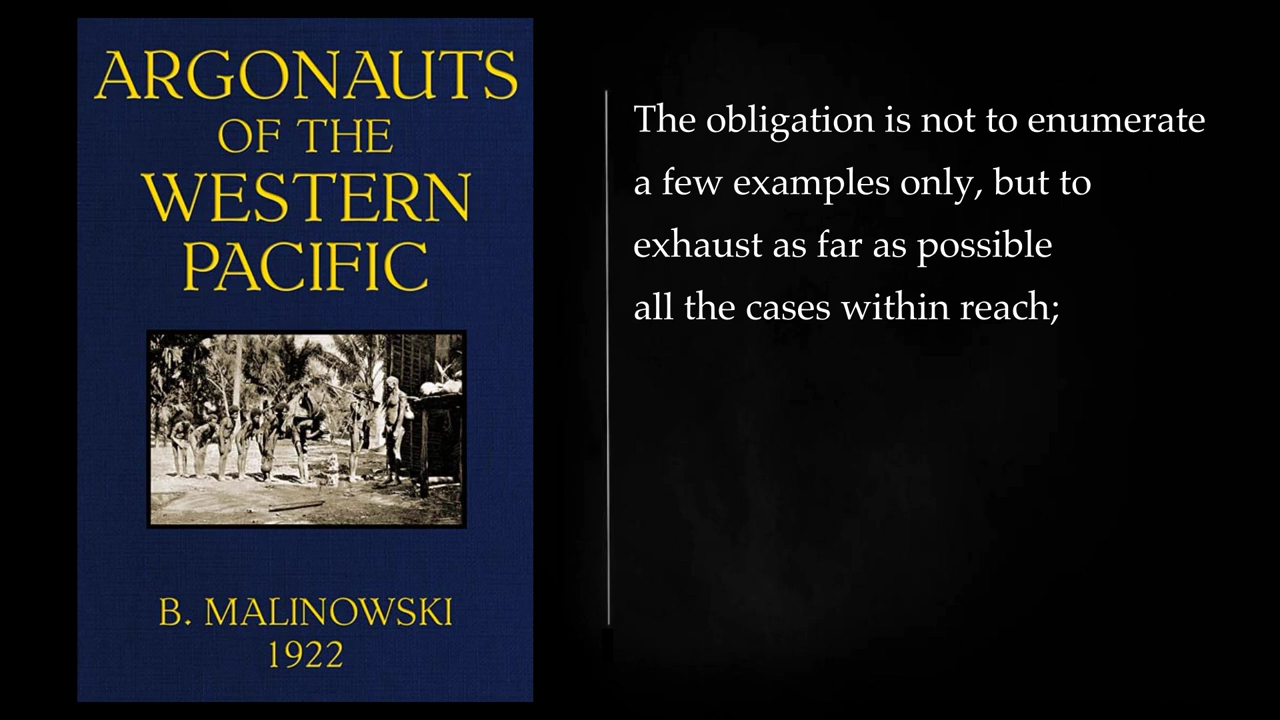 ARGONAUTS
OF THE
WESTERN
PACIFIC
B. MALINOWSKI
1922
The obligation is not to enumerate
a few examples only, but to
exhaust as far as possible
all the cases within reach;